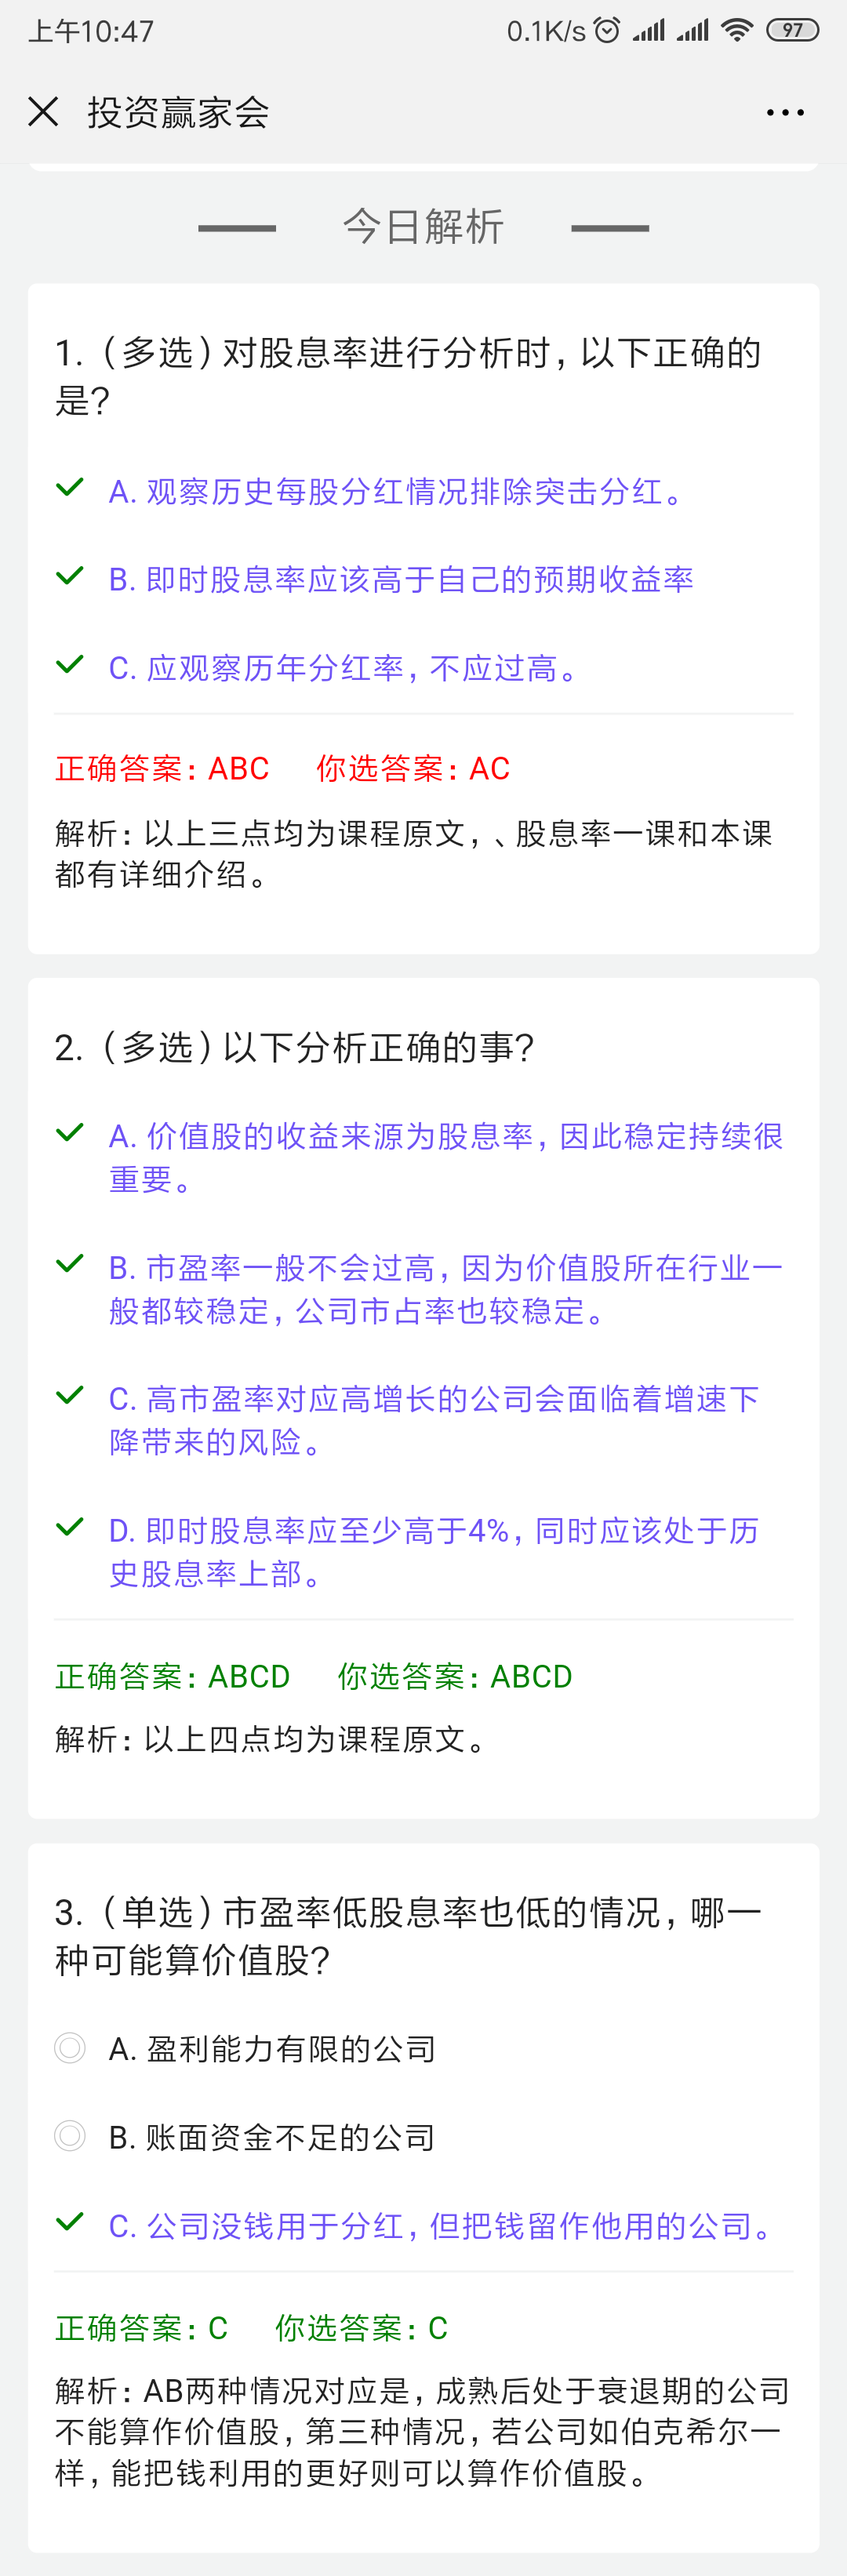 上午10:47
0.1K/s
97
投资赢家会
今日解析
1.（多选）对股息率进行分析时，以下正确的
是?
A. 观察历史每股分红情况排除突击分红。
B. 即时股息率应该高于自己的预期收益率
C. 应观察历年分红率，不应过高。
正确答案：ABC 你选答案：AC
解析：以上三点均为课程原文，、股息率一课和本课
都有详细介绍。
2.（多选）以下分析正确的事?
A. 价值股的收益来源为股息率，因此稳定持续很
重要。
B. 市盈率一般不会过高，因为价值股所在行业一
般都较稳定，公司市占率也较稳定。
C. 高市盈率对应高增长的公司会面临着增速下
降带来的风险。
D. 即时股息率应至少高于4%，同时应该处于历
史股息率上部。
正确答案：ABCD 你选答案：ABCD
解析：以上四点均为课程原文。
3.（单选）市盈率低股息率也低的情况，哪一
种可能算价值股?
A. 盈利能力有限的公司
B. 账面资金不足的公司
C. 公司没钱用于分红，但把钱留作他用的公司。
正确答案：C 你选答案：C
解析：AB两种情况对应是，成熟后处于衰退期的公司
不能算作价值股，第三种情况，若公司如伯克希尔一
样，能把钱利用的更好则可以算作价值股。